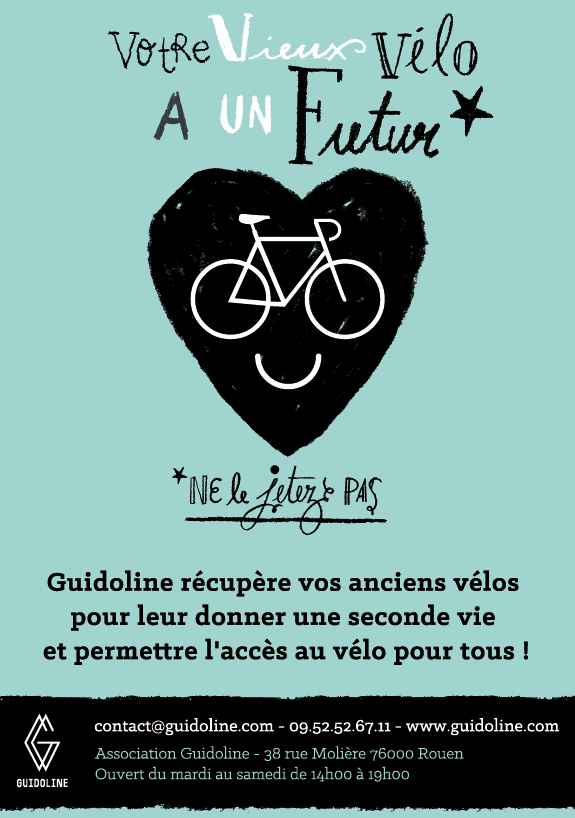 Votre Vieux Vélo
A UN Futur*
*NE le jetez PAS
Guidoline récupère vos anciens vélos
pour leur donner une seconde vie
et permettre l'accès au vélo pour tous !
contact@guidoline.com - 09.52.52.67.11 - www.guidoline.com
Association Guidoline - 38 rue Molière 76000 Rouen
Ouvert du mardi au samedi de 14h00 à 19h00
GUIDOLINE